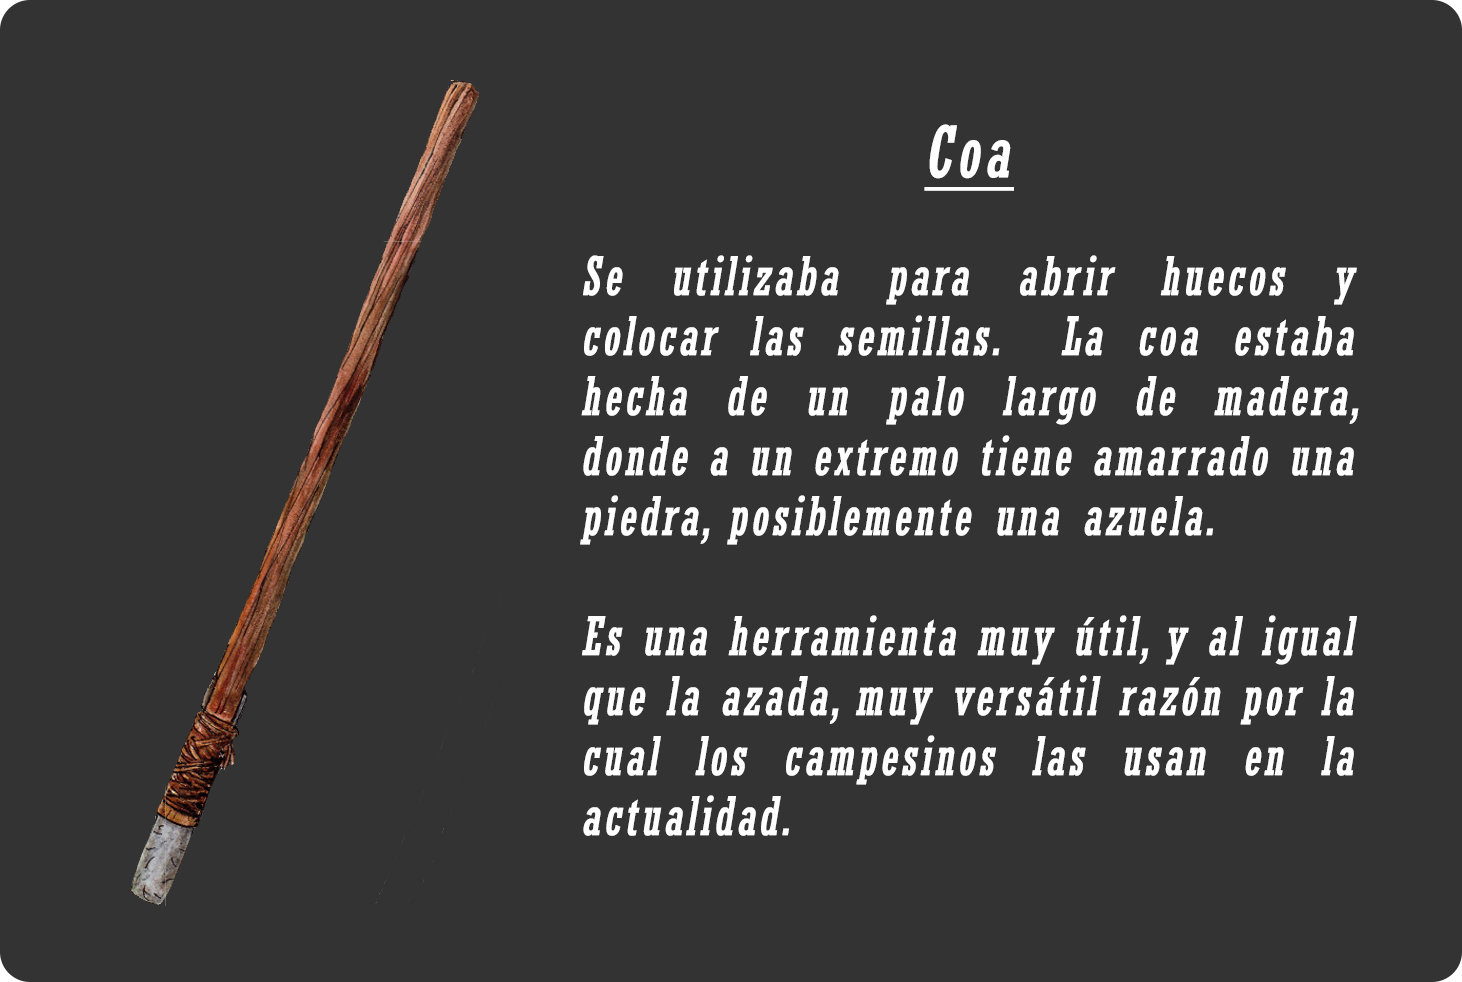 Coa
Se utilizaba para abrir huecos y
colocar las semillas. La coa estaba
hecha de un palo largo de madera,
donde a un extremo tiene amarrado una
piedra, posiblemente una azuela.
Es una herramienta muy útil, y al igual
que la azada, muy versátil razón por la
cual los campesinos las usan en la
actualidad.